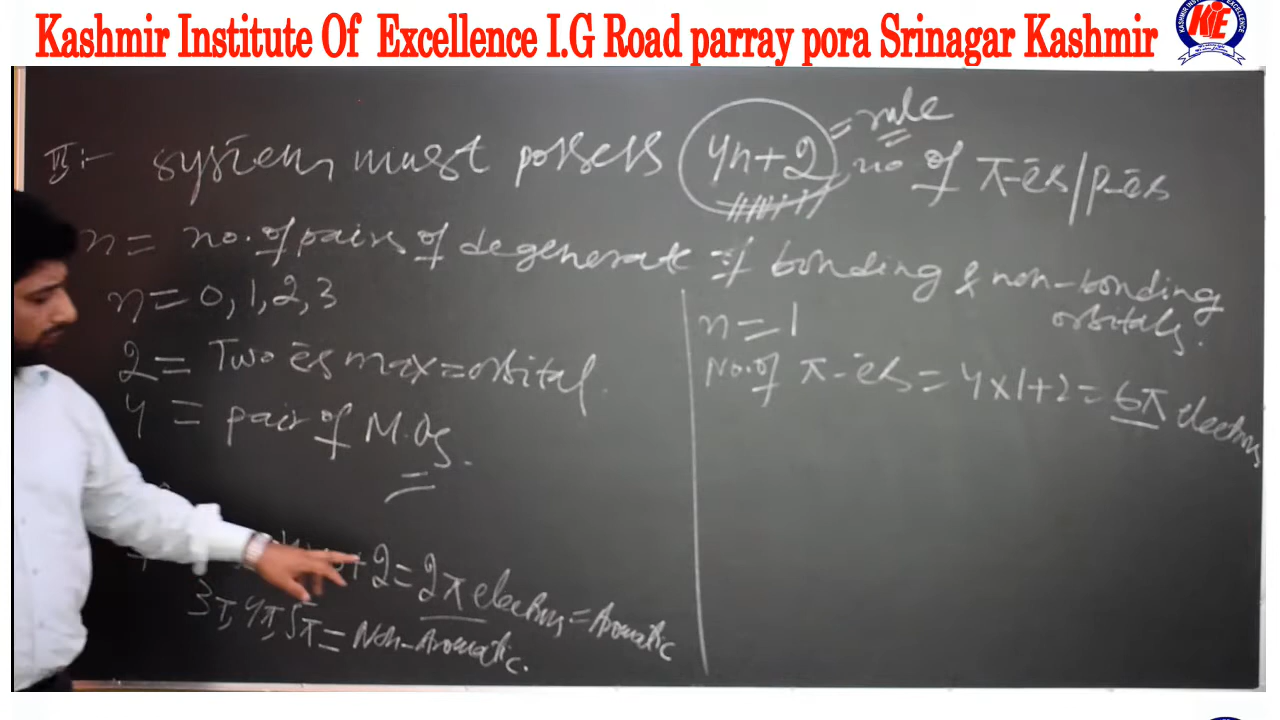 Kashmir Institute Of Excellence I.G Road parray pora Srinagar Kashmir
KIE
II:- system must possess 4n+2 = rule no of π-ēs/p-ēs
n = no. of pairs of degenerate of bonding & non-bonding orbitals.
n = 0, 1, 2, 3
2 = Two ēs max = orbital.
4 = pair of M.Os.
+2 = 2π electrons = Aromatic
3π, 4π, 5π = Non-Aromatic.
n = 1
No. of π-ēs = 4x1+2 = 6π electrons